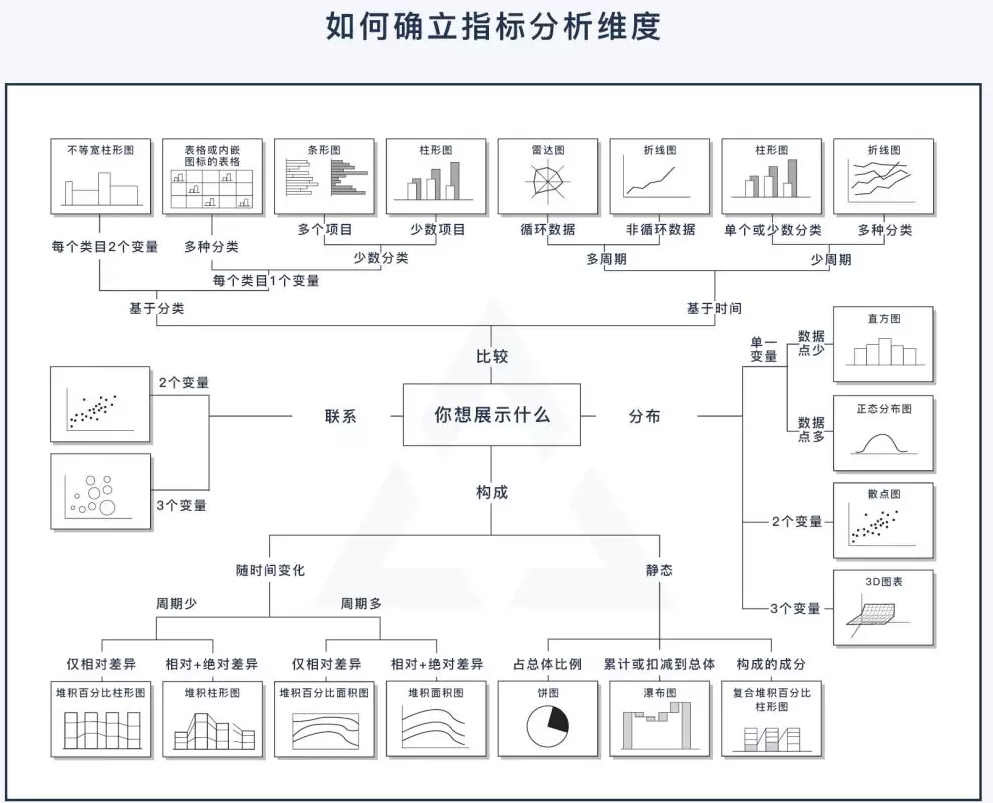 如何确立指标分析维度
不等宽柱形图
表格或内嵌
图标的表格
条形图
柱形图
雷达图
折线图
柱形图
折线图
每个类目2个变量
多种分类
多个项目
少数项目
循环数据
非循环数据
单个或少数分类
多种分类
少数分类
多周期
少周期
每个类目1个变量
基于分类
基于时间
比较
你想展示什么
联系
2个变量
3个变量
分布
单一
变量
数据
点少
直方图
数据
点多
正态分布图
2个变量
散点图
3个变量
3D图表
构成
随时间变化
静态
周期少
周期多
仅相对差异
相对+绝对差异
仅相对差异
相对+绝对差异
占总体比例
累计或扣减到总体
构成的成分
堆积百分比柱形图
堆积柱形图
堆积百分比面积图
堆积面积图
饼图
瀑布图
复合堆积百分比
柱形图